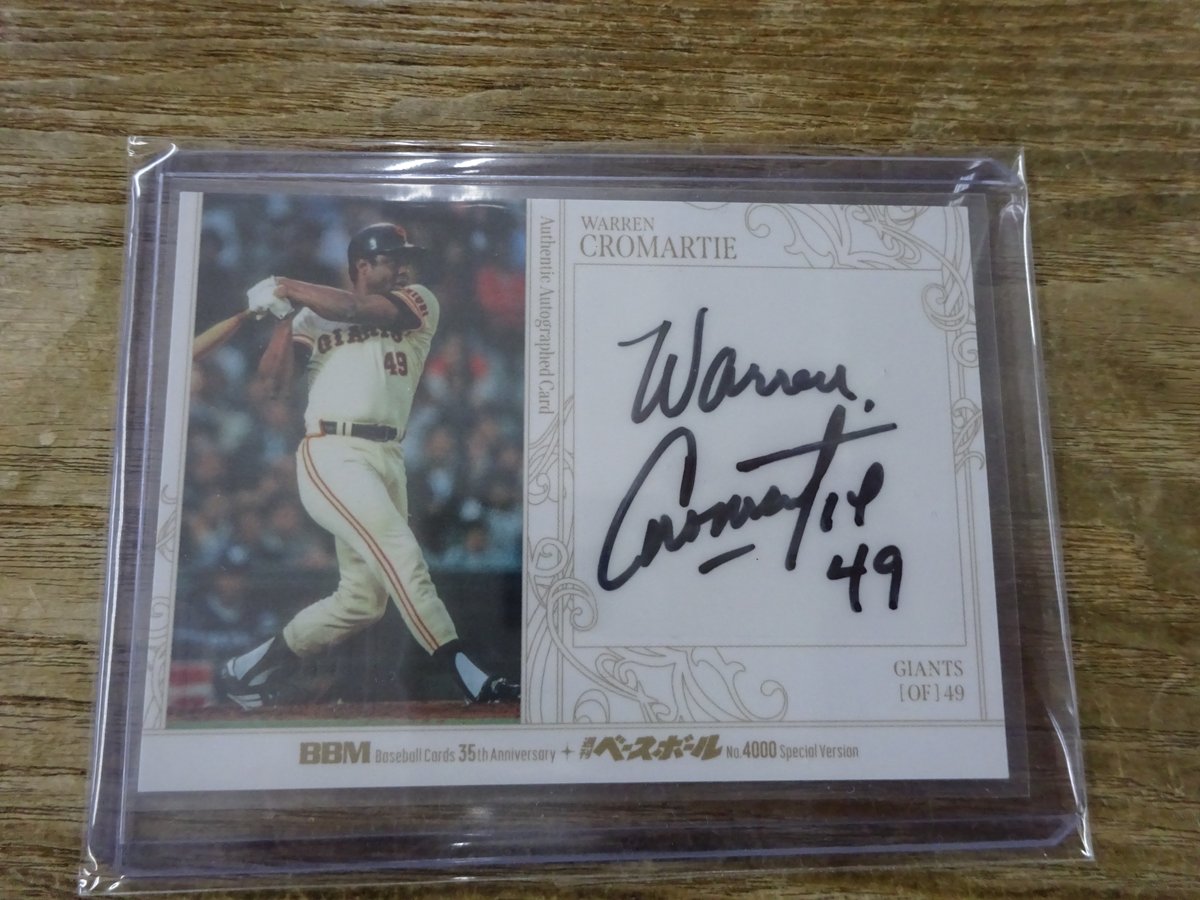 WARREN
CROMARTIE
Authentic Autographed Card
GIANTS
49
Warren
Cromartie
49
GIANTS
[OF] 49
BBM Baseball Cards 35th Anniversary + 週刊ベースボール No.4000 Special Version